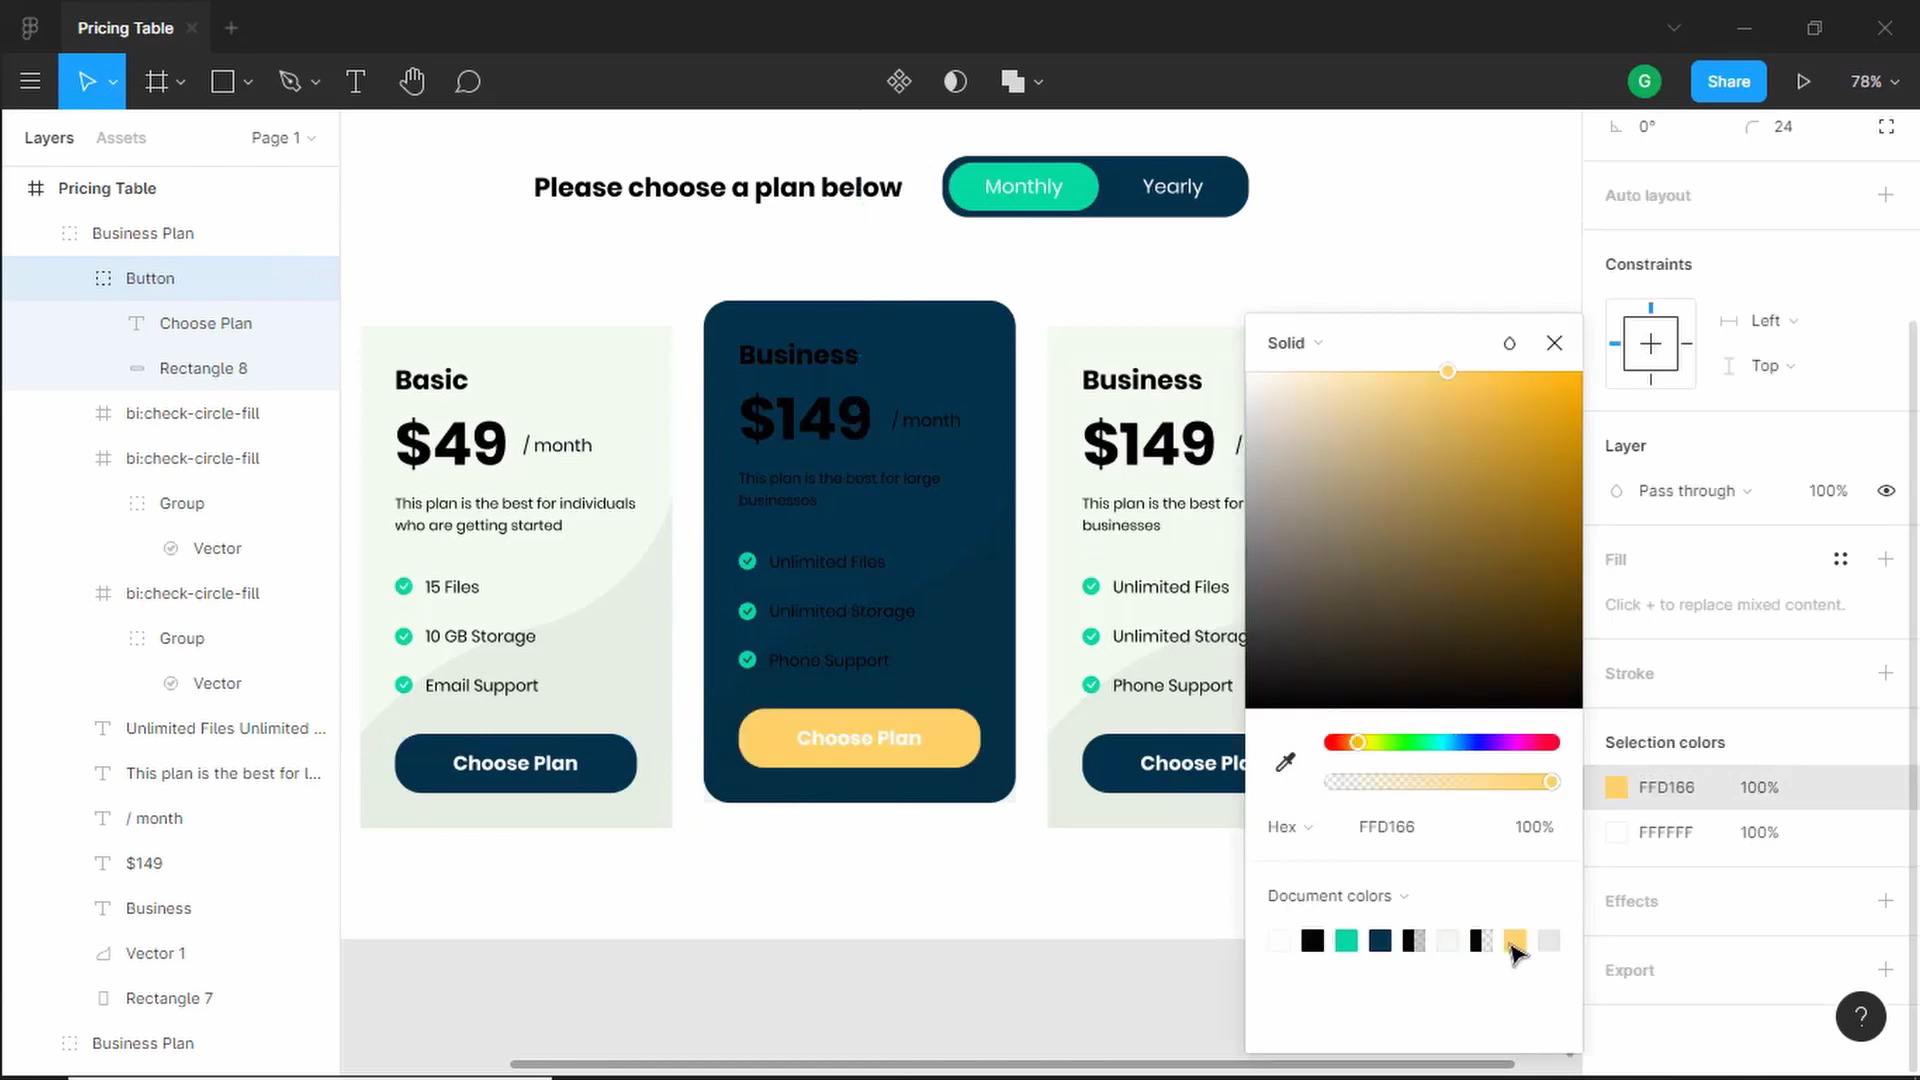 Pricing Table
Share
78%
G
Layers
Assets
Page 1
Pricing Table
Business Plan
Button
Choose Plan
Rectangle 8
bi:check-circle-fill
bi:check-circle-fill
Group
Vector
bi:check-circle-fill
Group
Vector
Unlimited Files Unlimited ...
This plan is the best for l...
/ month
$149
Business
Vector 1
Rectangle 7
Business Plan
Please choose a plan below
Monthly
Yearly
Basic
$49 / month
This plan is the best for individuals
who are getting started
15 Files
10 GB Storage
Email Support
Choose Plan
Business
$149 / month
This plan is the best for large
businesses
Unlimited Files
Unlimited Storage
Phone Support
Choose Plan
Business
$149 /
This plan is the best for
businesses
Unlimited Files
Unlimited Storag
Phone Support
Choose Pla
Solid
Hex
FFD166
100%
Document colors
0°
24
Auto layout
Constraints
Left
Top
Layer
Pass through
100%
Fill
Click + to replace mixed content.
Stroke
Selection colors
FFD166 100%
FFFFFF 100%
Effects
Export
?